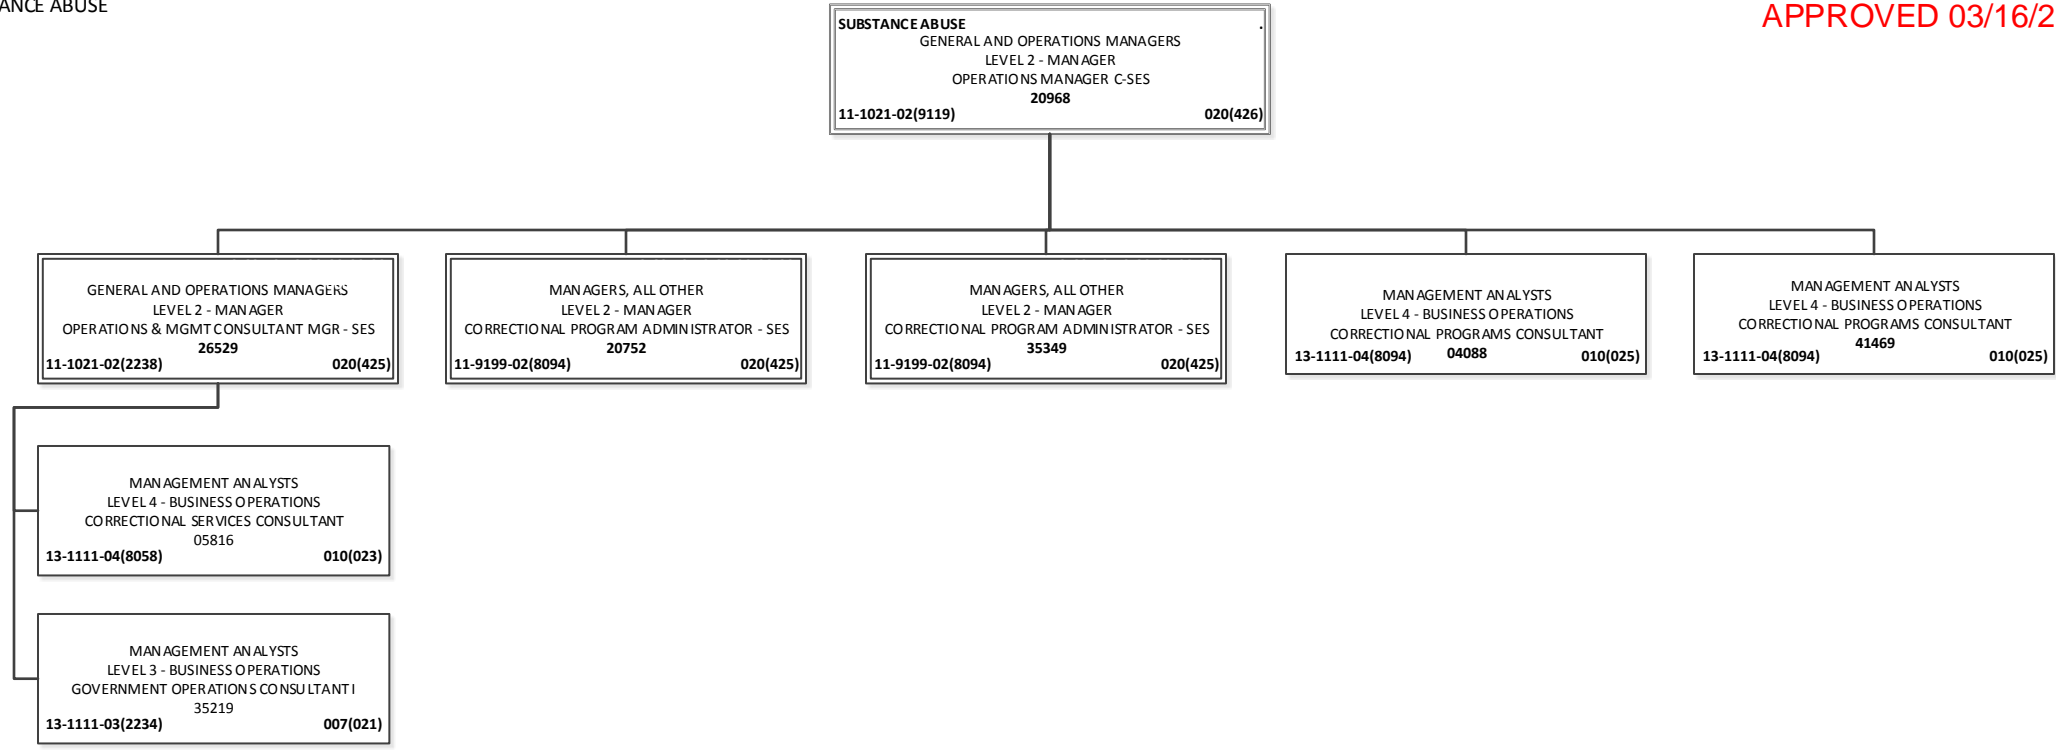 ANCE ABUSE
APPROVED 03/16/2
SUBSTANCE ABUSE .
GENERAL AND OPERATIONS MANAGERS
LEVEL 2 - MANAGER
OPERATIONS MANAGER C-SES
20968
11-1021-02(9119) 020(426)
GENERAL AND OPERATIONS MANAGERS
LEVEL 2 - MANAGER
OPERATIONS & MGMT CONSULTANT MGR - SES
26529
11-1021-02(2238) 020(425)
MANAGERS, ALL OTHER
LEVEL 2 - MANAGER
CORRECTIONAL PROGRAM ADMINISTRATOR - SES
20752
11-9199-02(8094) 020(425)
MANAGERS, ALL OTHER
LEVEL 2 - MANAGER
CORRECTIONAL PROGRAM ADMINISTRATOR - SES
35349
11-9199-02(8094) 020(425)
MANAGEMENT ANALYSTS
LEVEL 4 - BUSINESS OPERATIONS
CORRECTIONAL PROGRAMS CONSULTANT
13-1111-04(8094) 04088 010(025)
MANAGEMENT ANALYSTS
LEVEL 4 - BUSINESS OPERATIONS
CORRECTIONAL PROGRAMS CONSULTANT
41469
13-1111-04(8094) 010(025)
MANAGEMENT ANALYSTS
LEVEL 4 - BUSINESS OPERATIONS
CORRECTIONAL SERVICES CONSULTANT
05816
13-1111-04(8058) 010(023)
MANAGEMENT ANALYSTS
LEVEL 3 - BUSINESS OPERATIONS
GOVERNMENT OPERATIONS CONSULTANT I
35219
13-1111-03(2234) 007(021)